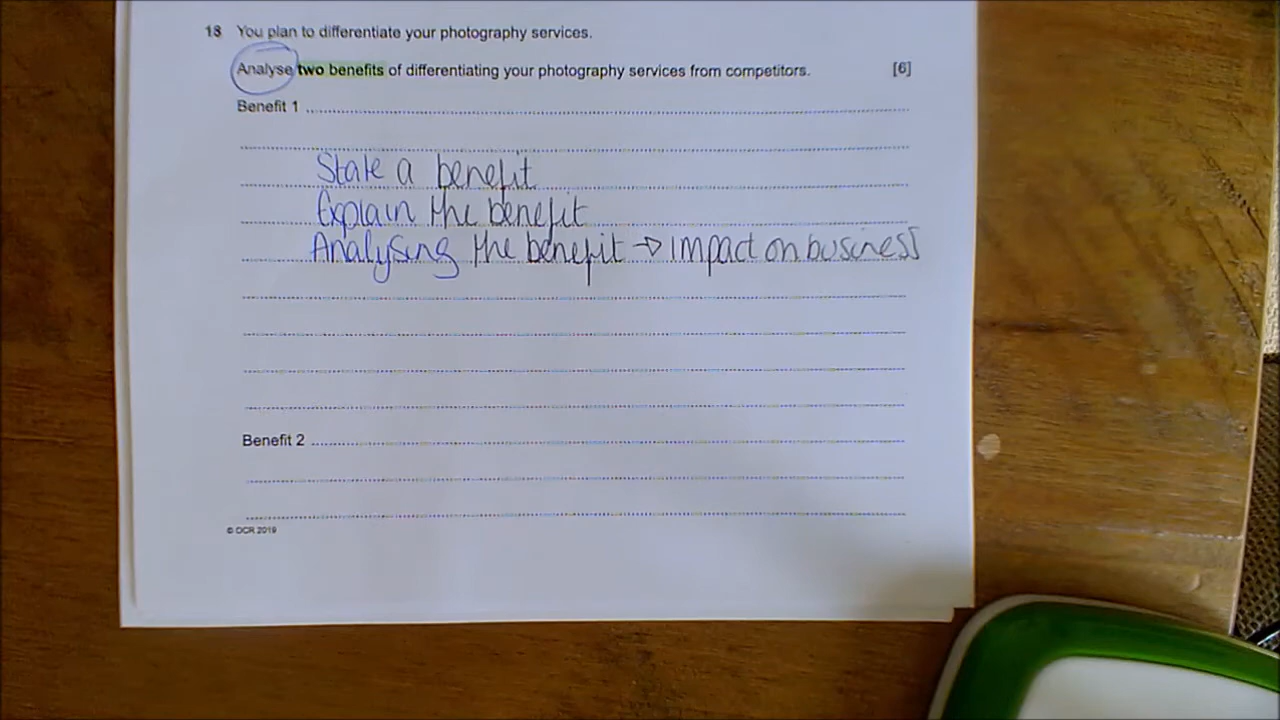 18 You plan to differentiate your photography services.
Analyse two benefits of differentiating your photography services from competitors. [6]
Benefit 1
State a benefit
Explain the benefit
Analysing the benefit → impact on business
Benefit 2
© OCR 2019